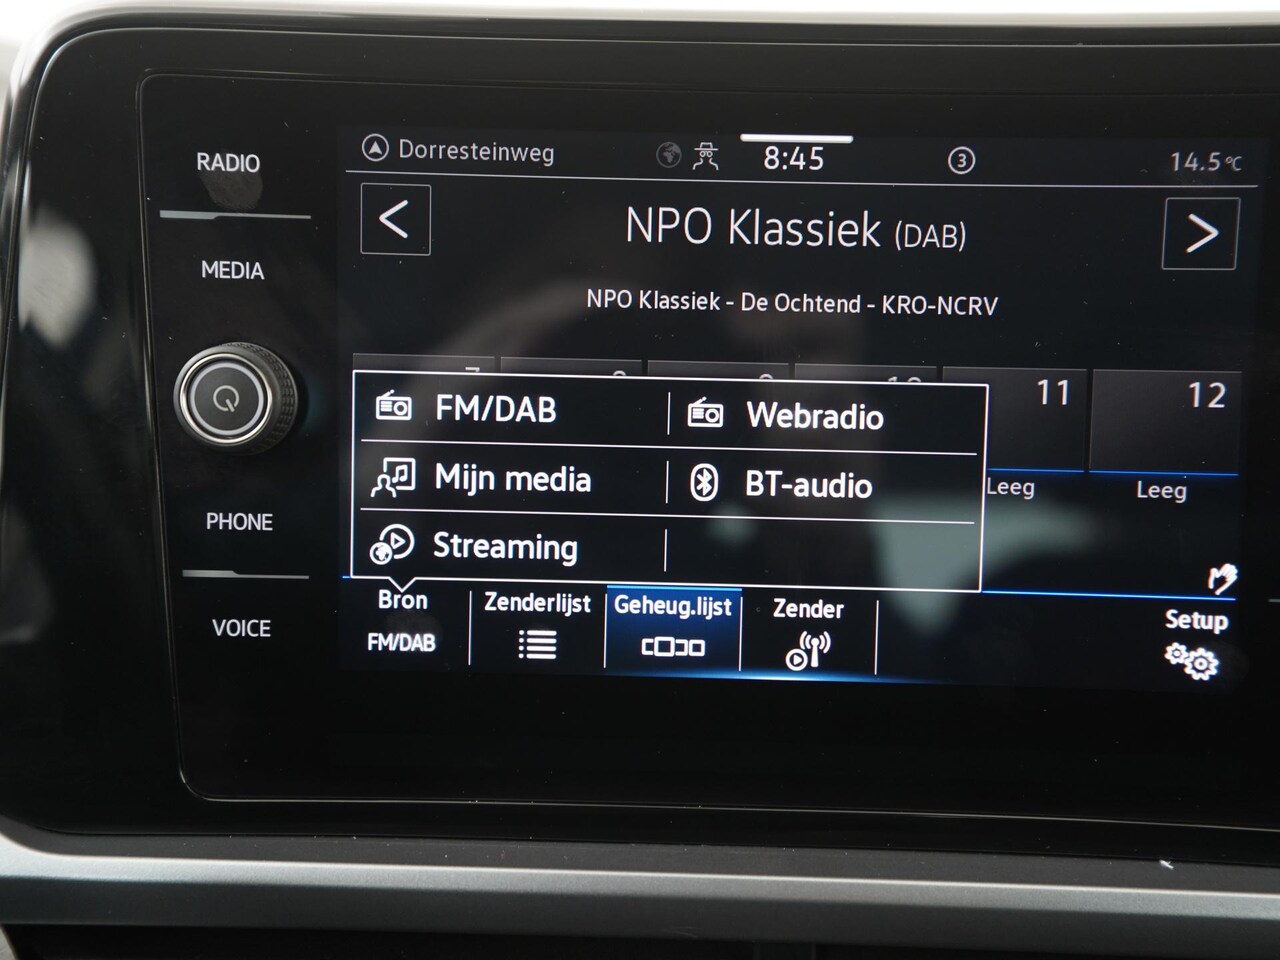 RADIO
MEDIA
PHONE
VOICE
Dorresteinweg
8:45
3
14.5°C
<
NPO Klassiek (DAB)
>
NPO Klassiek - De Ochtend - KRO-NCRV
11
12
FM/DAB
Webradio
Mijn media
BT-audio
Leeg
Leeg
Streaming
Bron
FM/DAB
Zenderlijst
Geheug.lijst
Zender
Setup